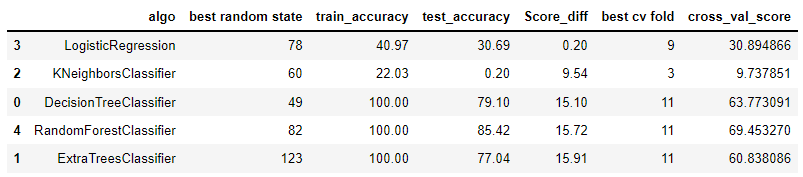 algo best random state train_accuracy test_accuracy Score_diff best cv fold cross_val_score
3 LogisticRegression 78 40.97 30.69 0.20 9 30.894866
2 KNeighborsClassifier 60 22.03 0.20 9.54 3 9.737851
0 DecisionTreeClassifier 49 100.00 79.10 15.10 11 63.773091
4 RandomForestClassifier 82 100.00 85.42 15.72 11 69.453270
1 ExtraTreesClassifier 123 100.00 77.04 15.91 11 60.838086